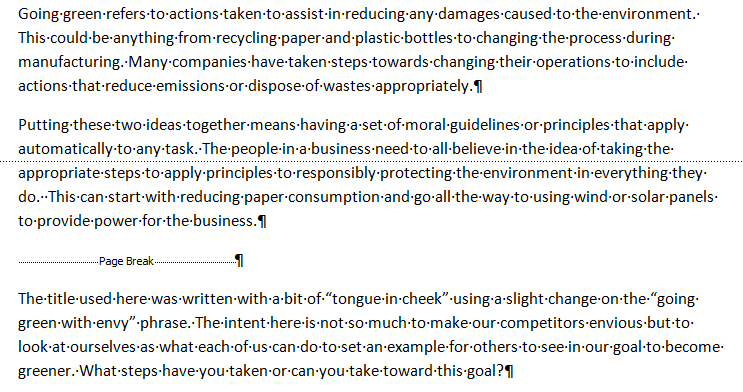 Going green refers to actions taken to assist in reducing any damages caused to the environment.
This could be anything from recycling paper and plastic bottles to changing the process during
manufacturing. Many companies have taken steps towards changing their operations to include
actions that reduce emissions or dispose of wastes appropriately.¶
Putting these two ideas together means having a set of moral guidelines or principles that apply
automatically to any task. The people in a business need to all believe in the idea of taking the
appropriate steps to apply principles to responsibly protecting the environment in everything they
do.  This can start with reducing paper consumption and go all the way to using wind or solar panels
to provide power for the business.¶
Page Break¶
The title used here was written with a bit of “tongue in cheek” using a slight change on the “going
green with envy” phrase. The intent here is not so much to make our competitors envious but to
look at ourselves as what each of us can do to set an example for others to see in our goal to become
greener. What steps have you taken or can you take toward this goal?¶